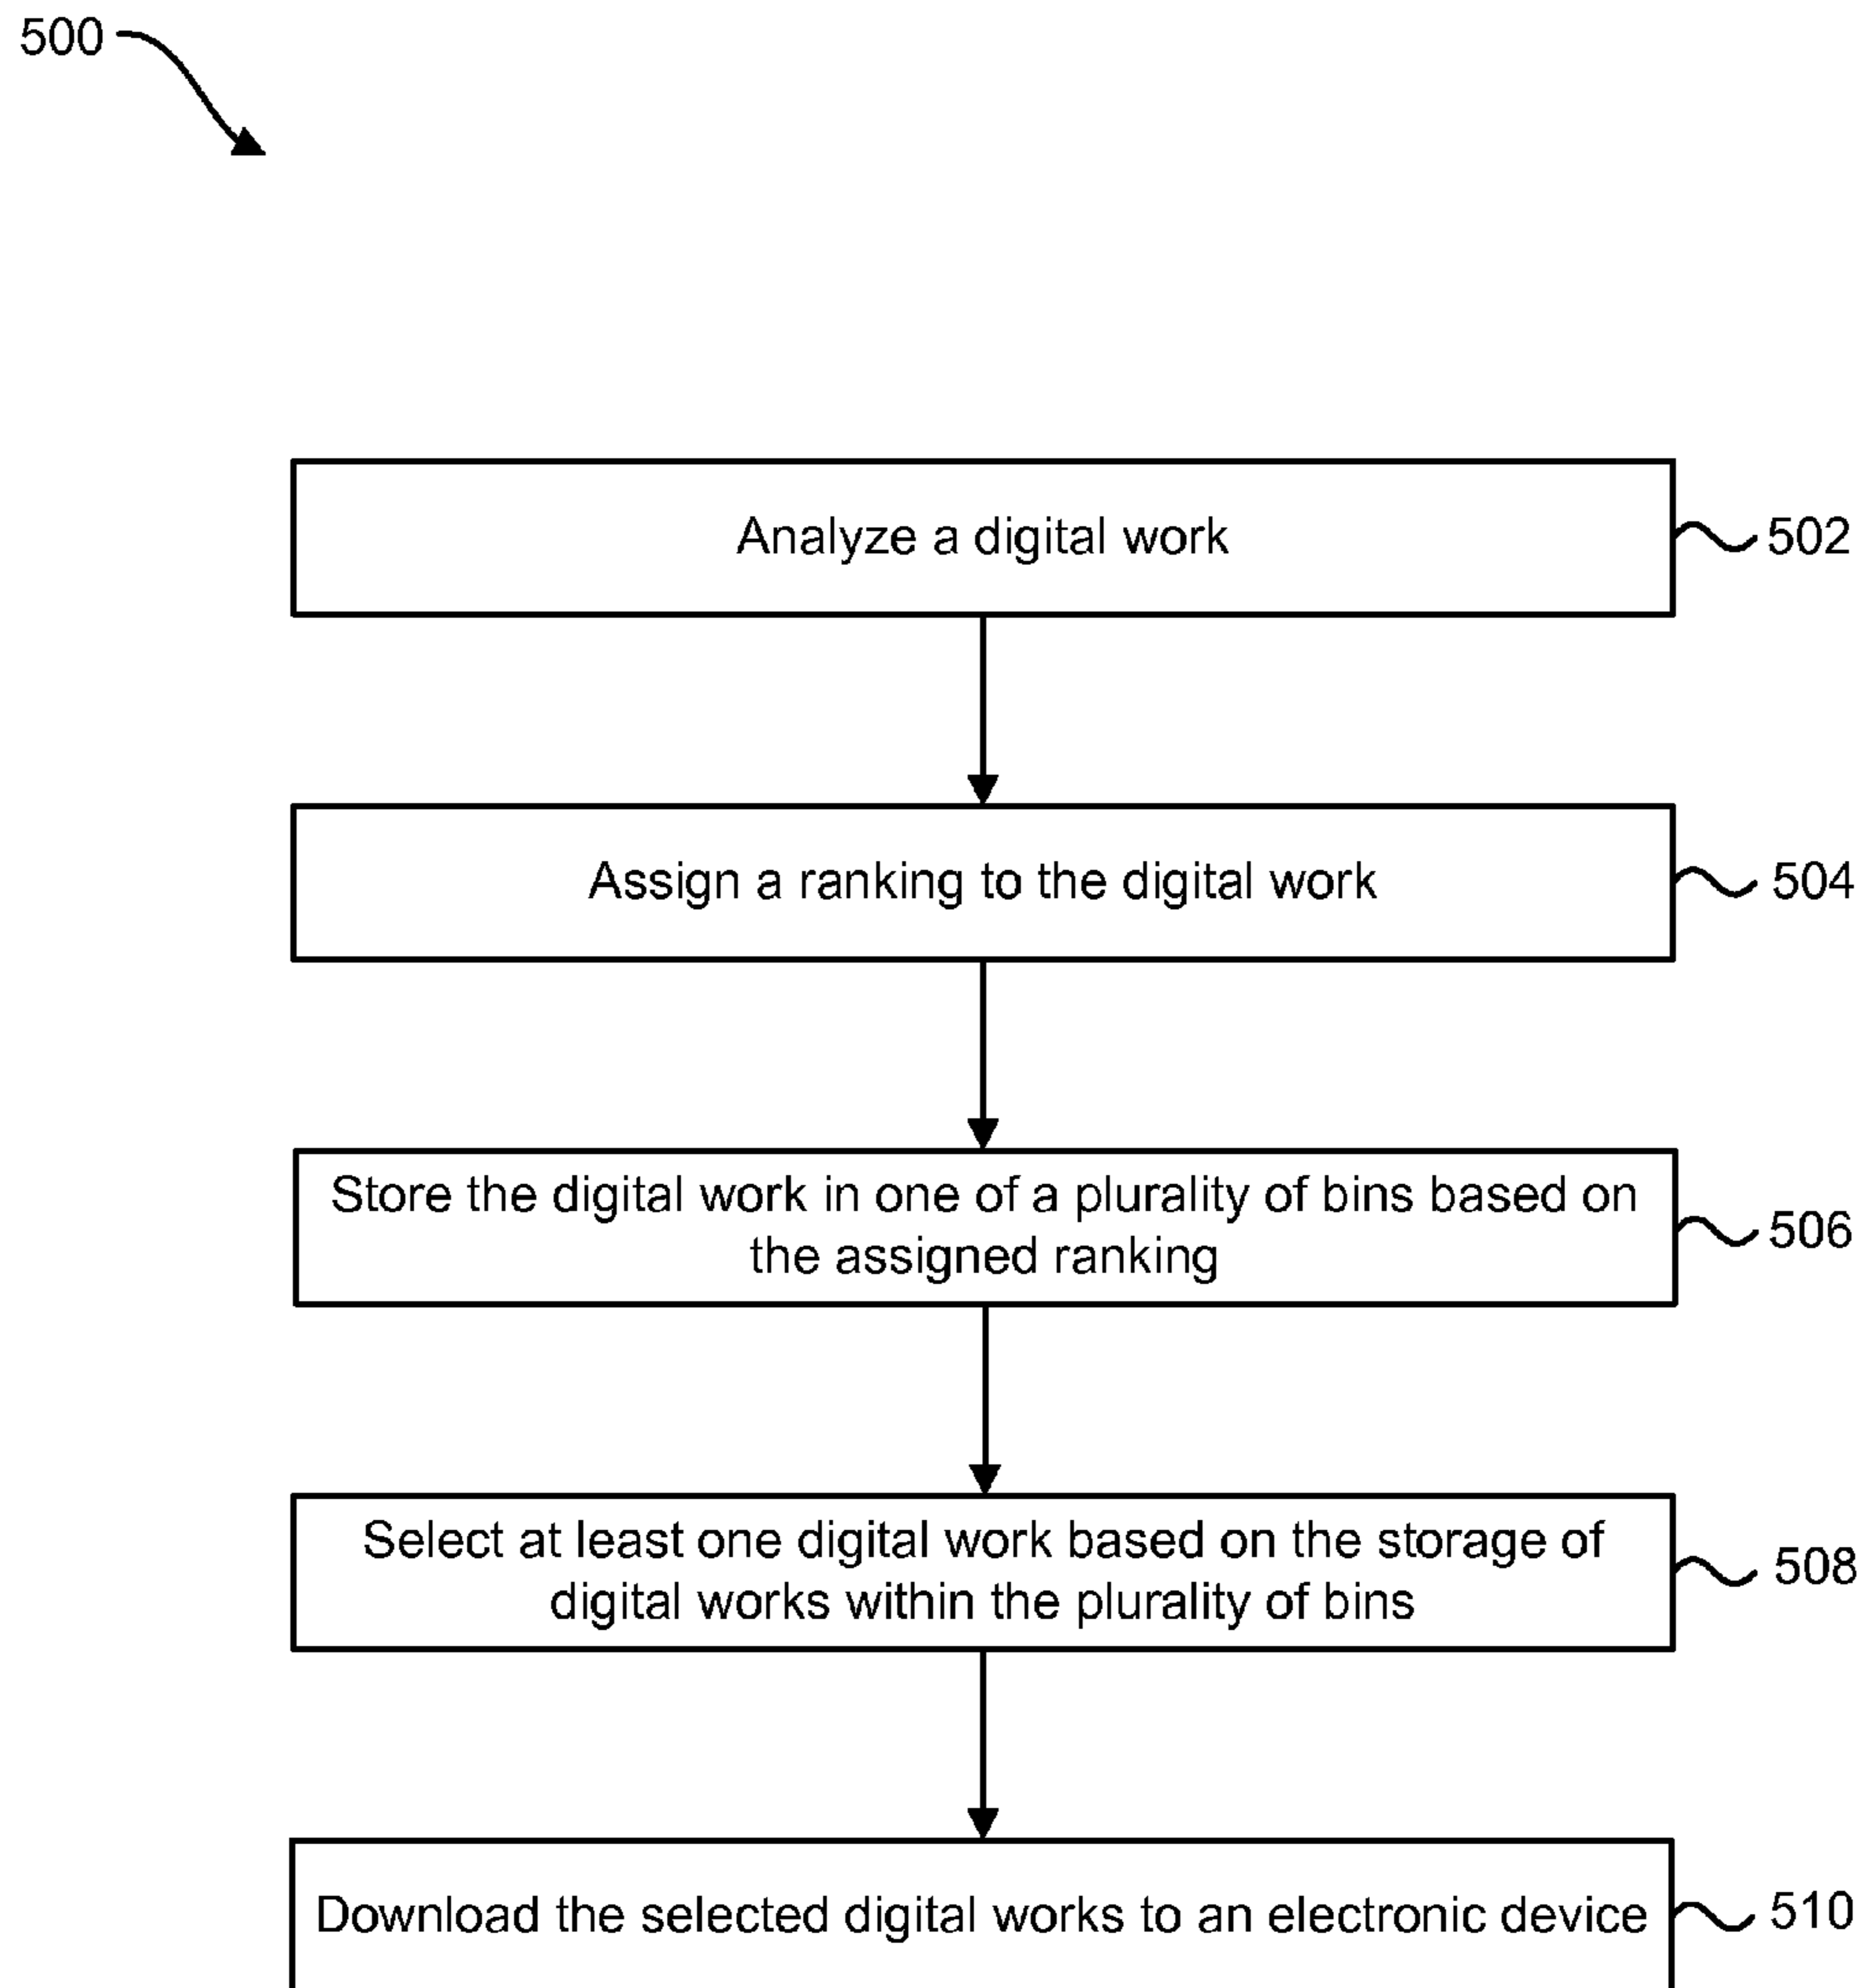 500
Analyze a digital work
502
Assign a ranking to the digital work
504
Store the digital work in one of a plurality of bins based on
the assigned ranking
506
Select at least one digital work based on the storage of
digital works within the plurality of bins
508
Download the selected digital works to an electronic device
510